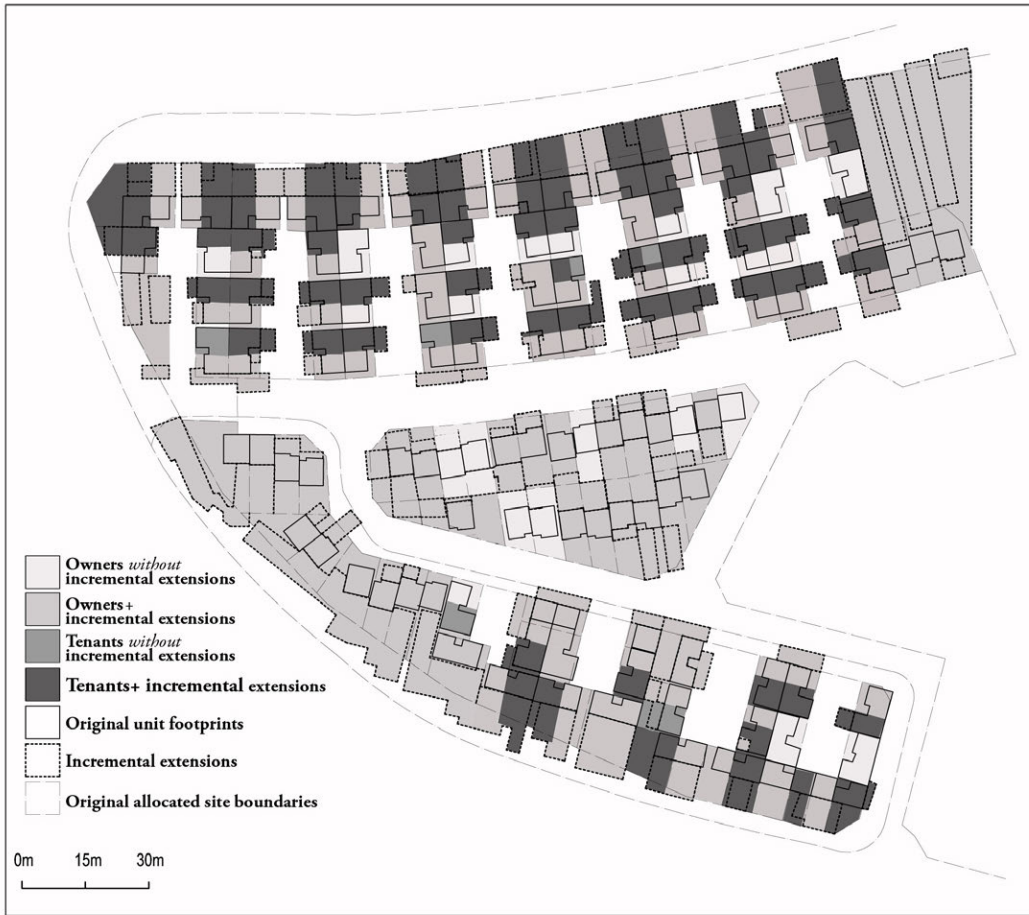 Owners without
incremental extensions
Owners+
incremental extensions
Tenants without
incremental extensions
Tenants+ incremental extensions
Original unit footprints
Incremental extensions
Original allocated site boundaries
0m 15m 30m